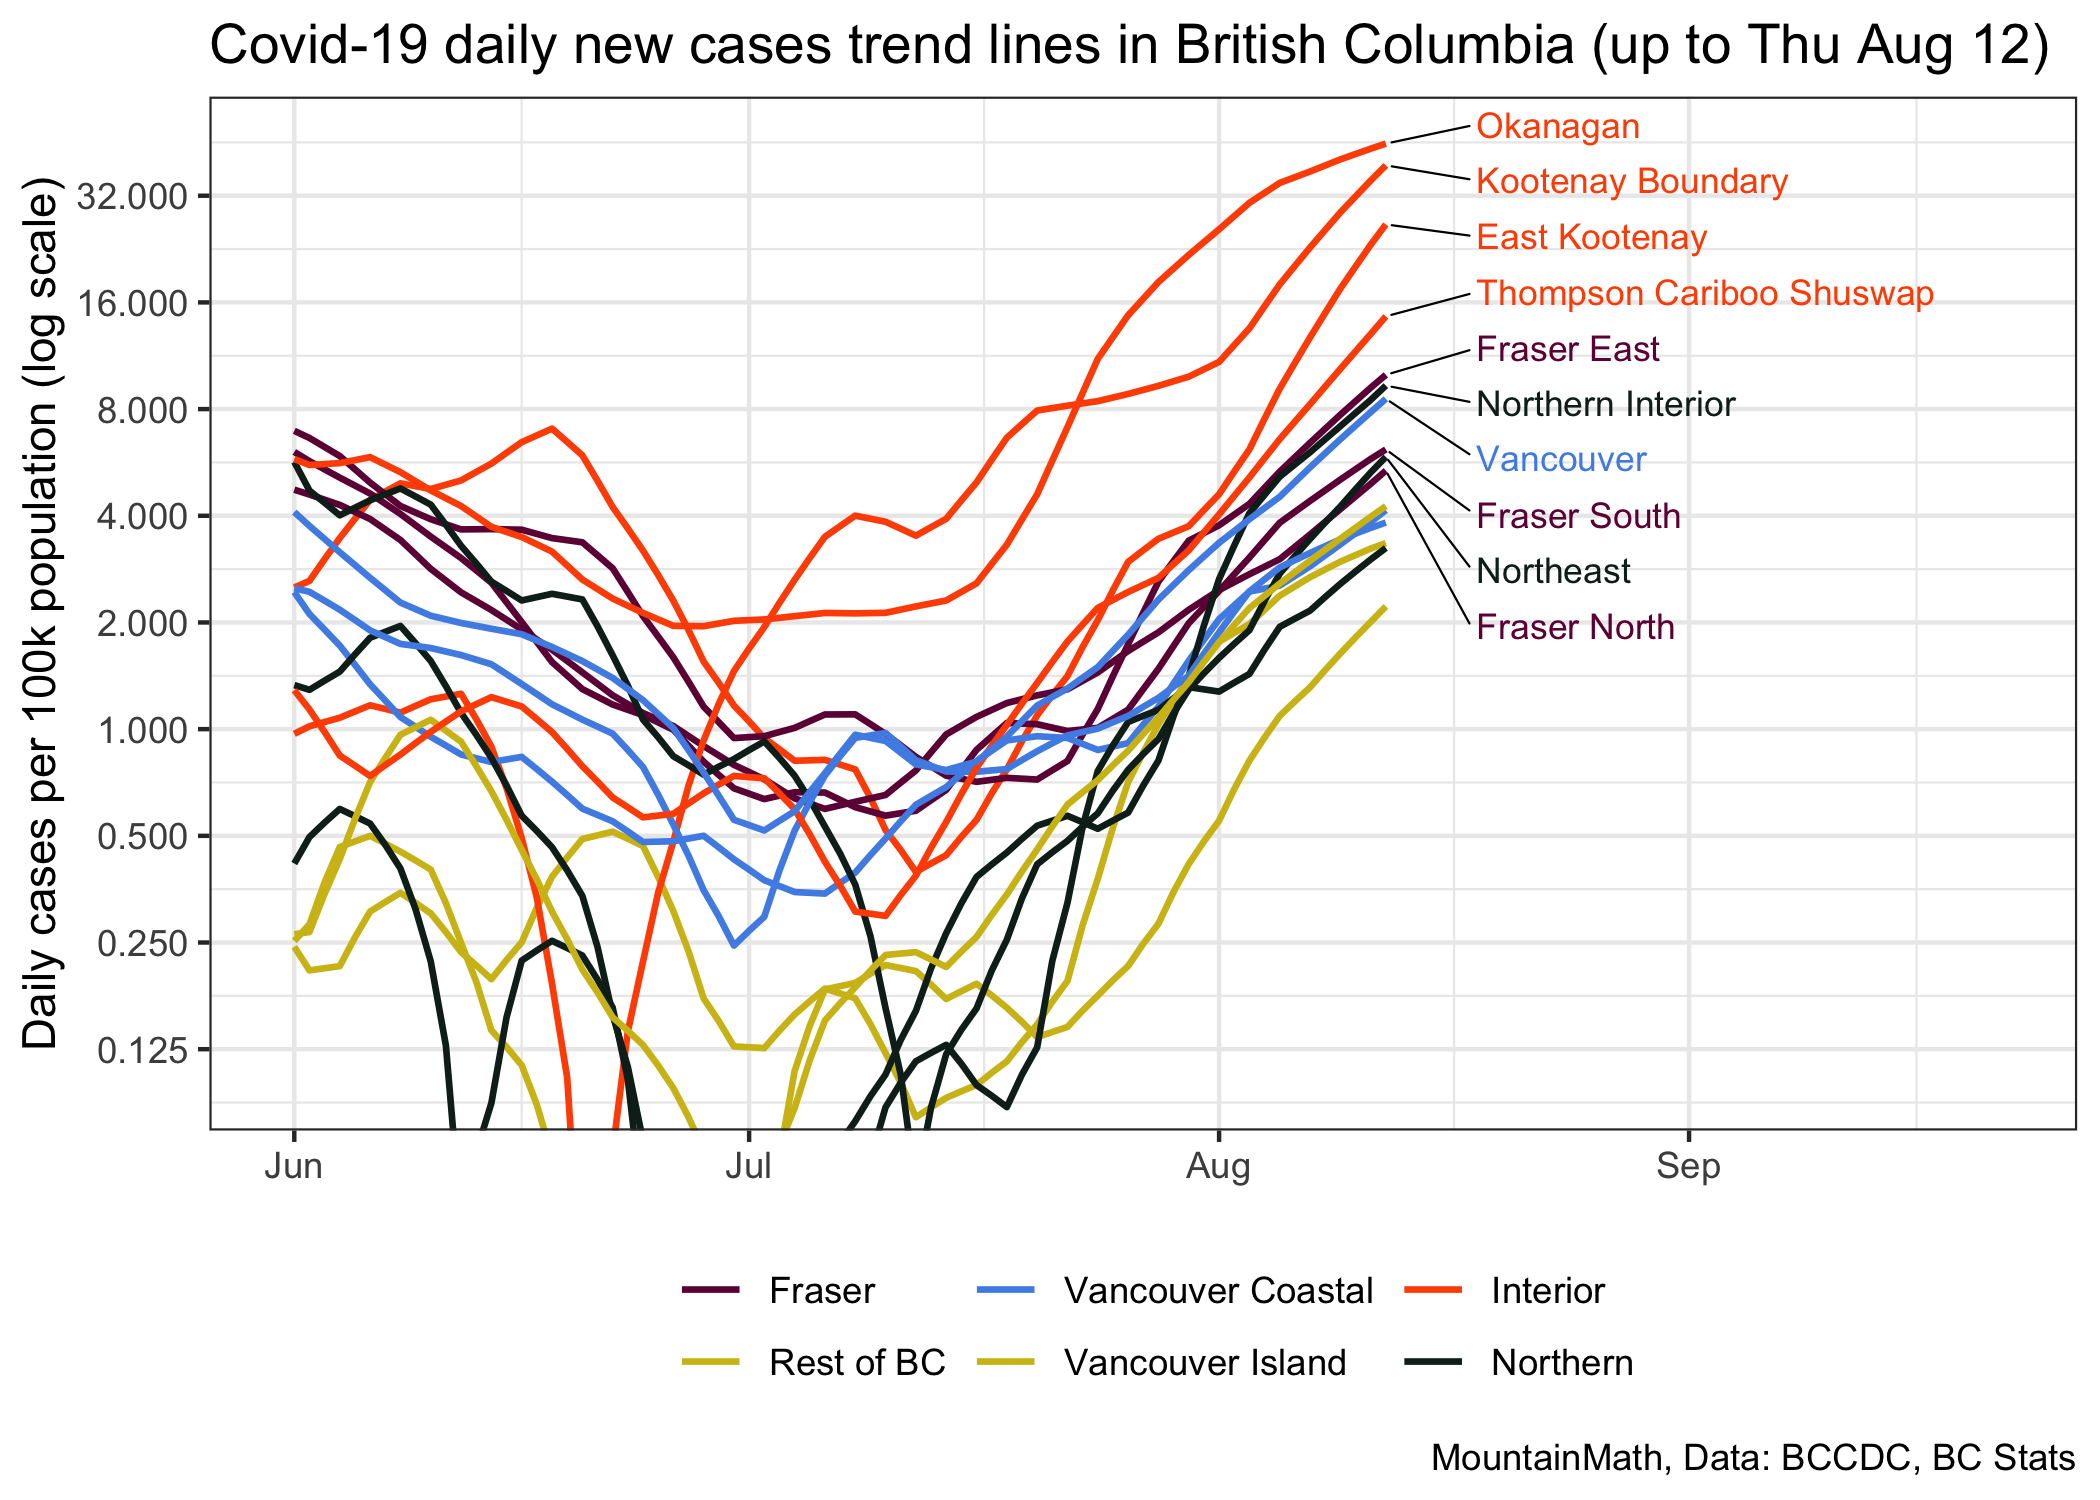 Covid-19 daily new cases trend lines in British Columbia (up to Thu Aug 12)
Daily cases per 100k population (log scale)
32.000
16.000
8.000
4.000
2.000
1.000
0.500
0.250
0.125
Okanagan
Kootenay Boundary
East Kootenay
Thompson Cariboo Shuswap
Fraser East
Northern Interior
Vancouver
Fraser South
Northeast
Fraser North
Jun Jul Aug Sep
Fraser Vancouver Coastal Interior
Rest of BC Vancouver Island Northern
MountainMath, Data: BCCDC, BC Stats